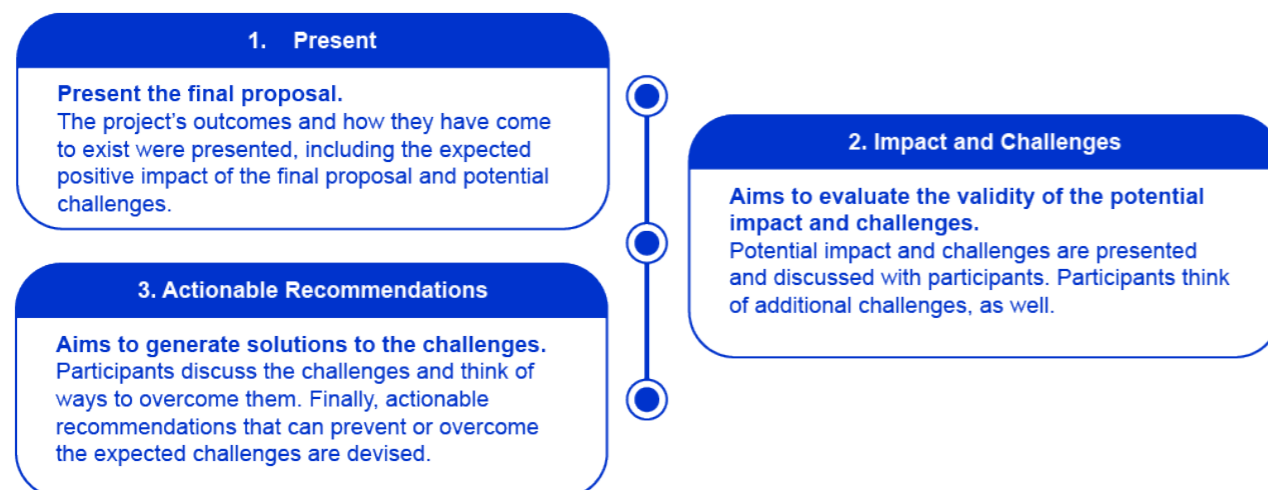 1. Present
Present the final proposal.
The project's outcomes and how they have come
to exist were presented, including the expected
positive impact of the final proposal and potential
challenges.
2. Impact and Challenges
Aims to evaluate the validity of the potential
impact and challenges.
Potential impact and challenges are presented
and discussed with participants. Participants think
of additional challenges, as well.
3. Actionable Recommendations
Aims to generate solutions to the challenges.
Participants discuss the challenges and think of
ways to overcome them. Finally, actionable
recommendations that can prevent or overcome
the expected challenges are devised.